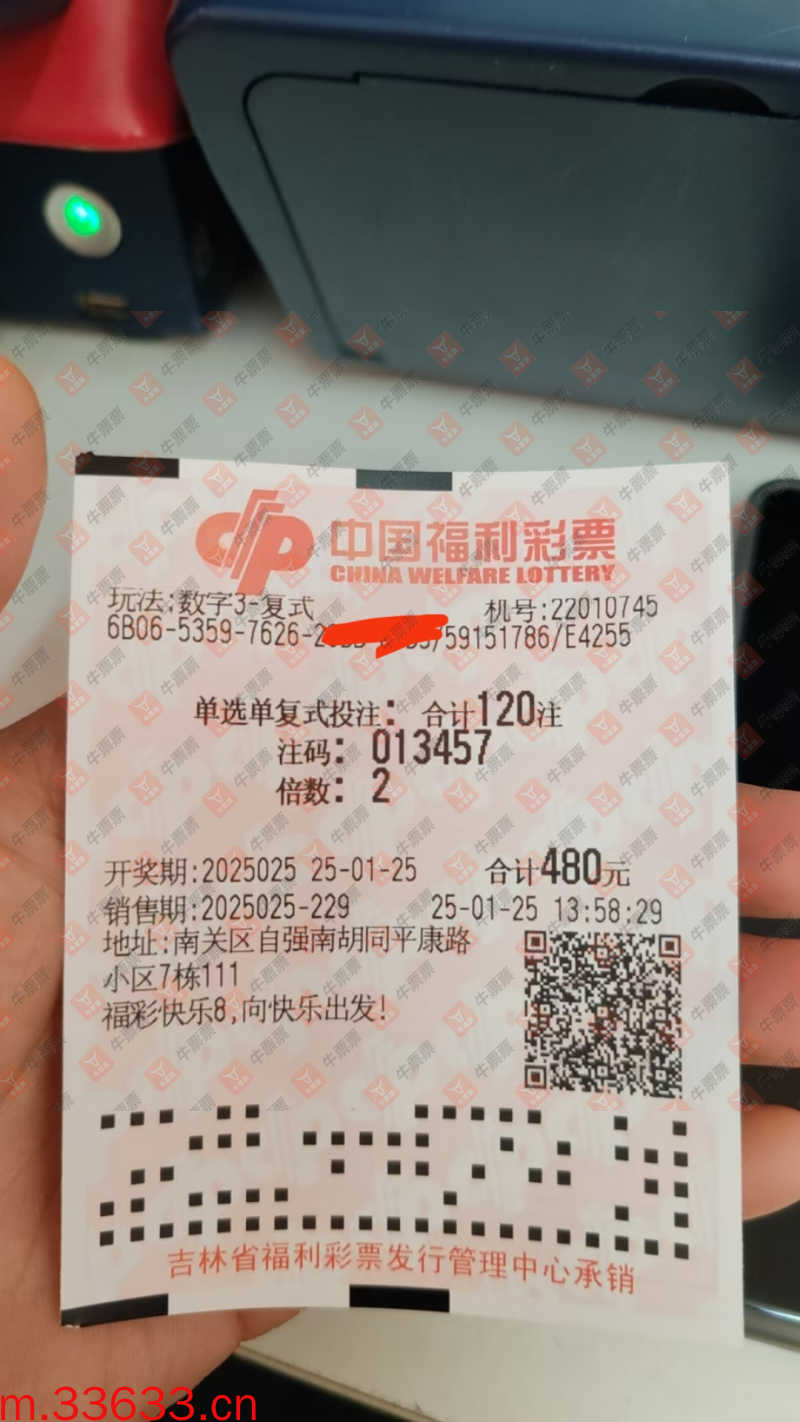 中国福利彩票
CHINA WELFARE LOTTERY
玩法:数字3-复式 机号:22010745
6B06-5359-7626- /59151786/E4255
单选单复式投注: 合计120注
注码: 013457
倍数: 2
开奖期:2025025 25-01-25 合计480元
销售期:2025025-229 25-01-25 13:58:29
地址:南关区自强南胡同平康路
小区7栋111
福彩快乐8,向快乐出发!
吉林省福利彩票发行管理中心承销
m.33633.cn
牛票票